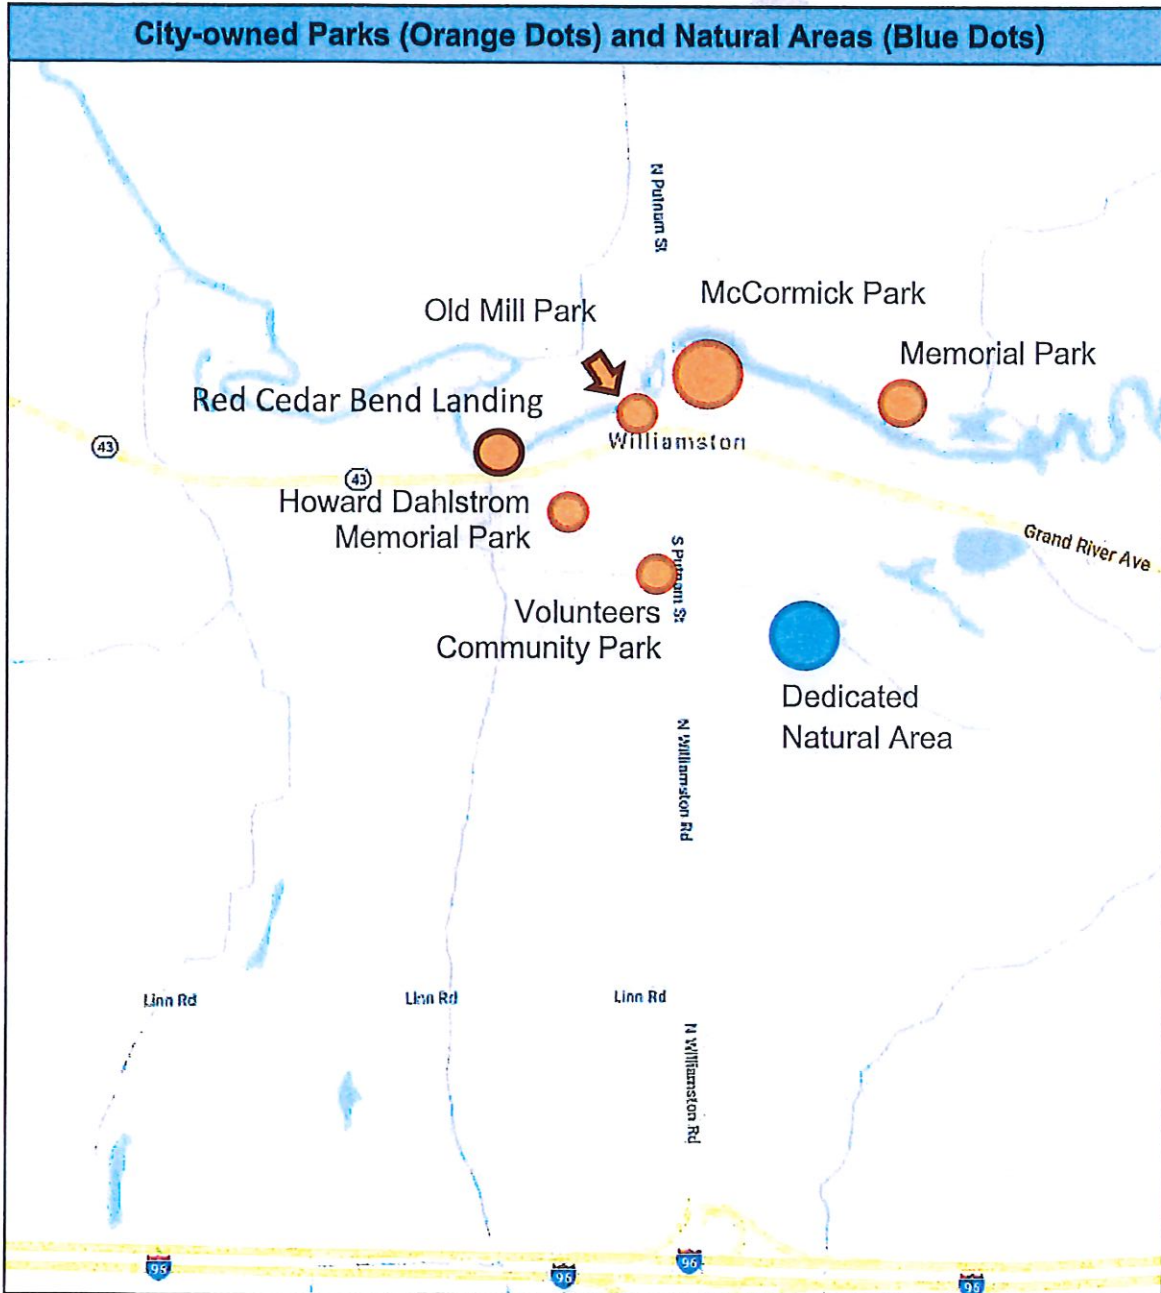 City-owned Parks (Orange Dots) and Natural Areas (Blue Dots)
N Putnam St
McCormick Park
Old Mill Park
Memorial Park
Red Cedar Bend Landing
Williamston
43
43
Howard Dahlstrom
Memorial Park
Grand River Ave
S Putnam St
Volunteers
Community Park
Dedicated
Natural Area
N Williamston Rd
Linn Rd
Linn Rd
Linn Rd
N Williamston Rd
96
96
96
96